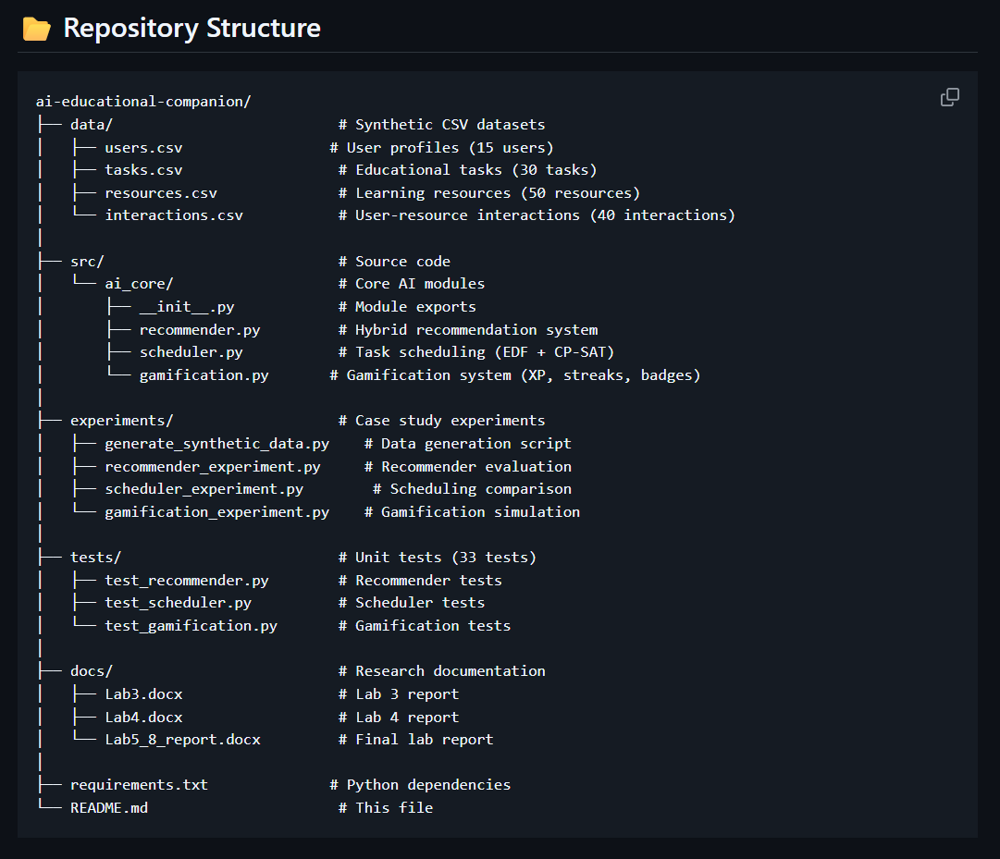 📂 Repository Structure
ai-educational-companion/
├── data/                          # Synthetic CSV datasets
│   ├── users.csv                 # User profiles (15 users)
│   ├── tasks.csv                  # Educational tasks (30 tasks)
│   ├── resources.csv              # Learning resources (50 resources)
│   └── interactions.csv           # User-resource interactions (40 interactions)
│
├── src/                           # Source code
│   └── ai_core/                   # Core AI modules
│       ├── __init__.py            # Module exports
│       ├── recommender.py         # Hybrid recommendation system
│       ├── scheduler.py           # Task scheduling (EDF + CP-SAT)
│       └── gamification.py       # Gamification system (XP, streaks, badges)
│
├── experiments/                   # Case study experiments
│   ├── generate_synthetic_data.py    # Data generation script
│   ├── recommender_experiment.py     # Recommender evaluation
│   ├── scheduler_experiment.py        # Scheduling comparison
│   └── gamification_experiment.py    # Gamification simulation
│
├── tests/                         # Unit tests (33 tests)
│   ├── test_recommender.py        # Recommender tests
│   ├── test_scheduler.py          # Scheduler tests
│   └── test_gamification.py       # Gamification tests
│
├── docs/                          # Research documentation
│   ├── Lab3.docx                  # Lab 3 report
│   ├── Lab4.docx                  # Lab 4 report
│   └── Lab5_8_report.docx         # Final lab report
│
├── requirements.txt              # Python dependencies
└── README.md                      # This file